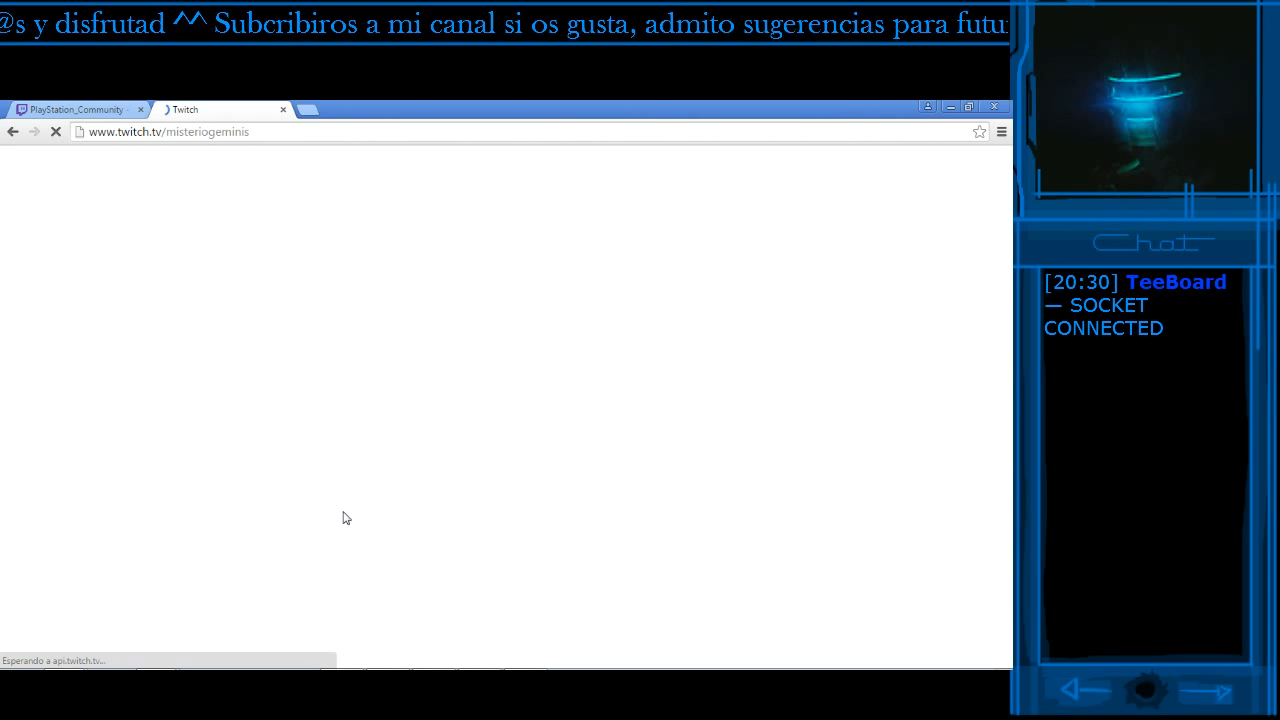 @s y disfrutad ^^ Subcribiros a mi canal si os gusta, admito sugerencias para futu
PlayStation_Community -
Twitch
www.twitch.tv/misteriogeminis
Chat
[20:30] TeeBoard
— SOCKET
CONNECTED
Esperando a api.twitch.tv...